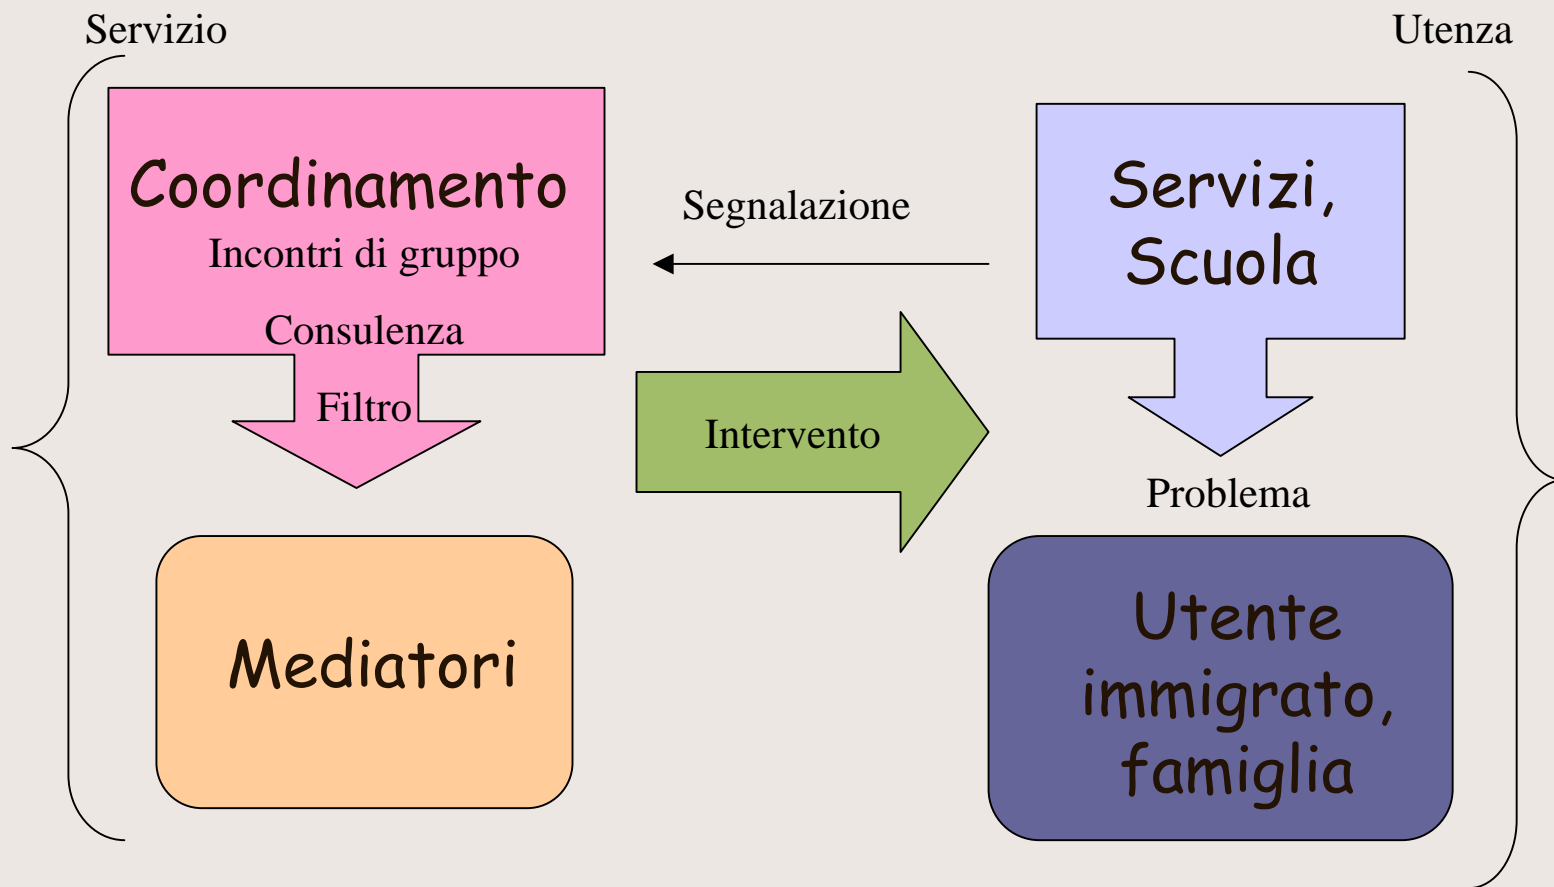 Servizio
Utenza
Coordinamento
Incontri di gruppo
Consulenza
Filtro
Segnalazione
Servizi,
Scuola
Intervento
Problema
Mediatori
Utente
immigrato,
famiglia